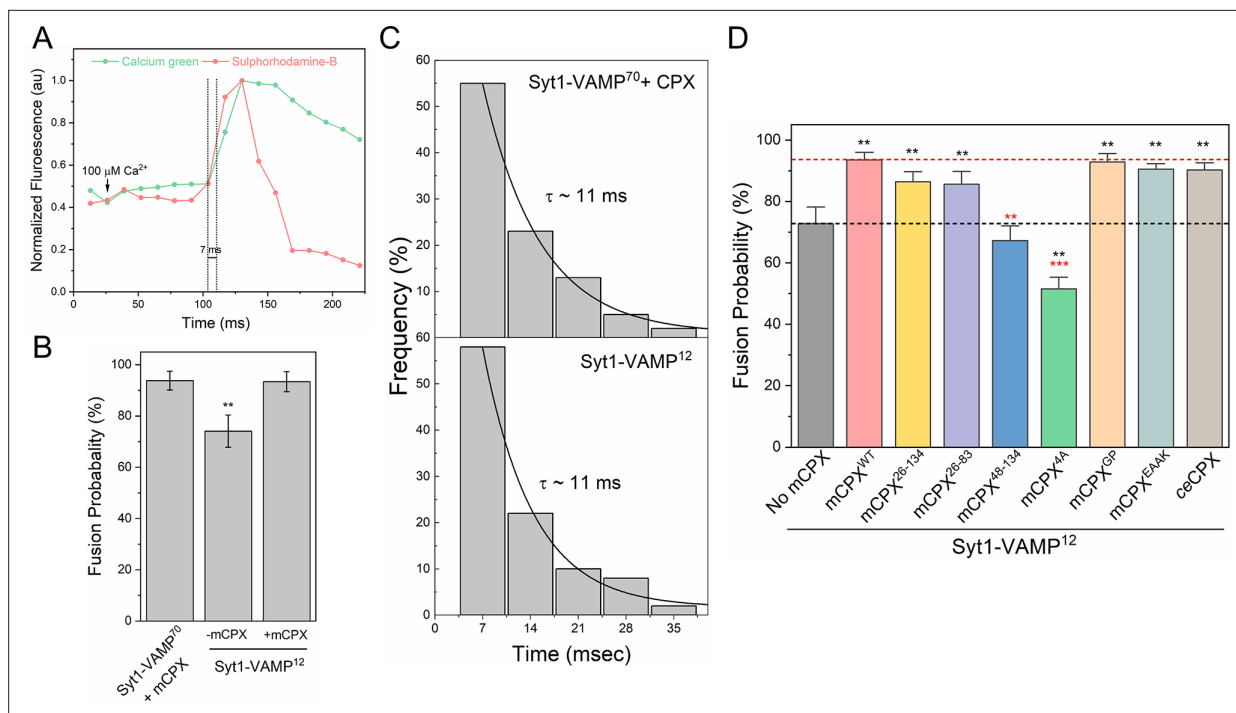 A
Calcium green
Sulphorhodamine-B
Normalized Fluroescence (au)
1.0
0.8
0.6
0.4
0.2
0.0
100 μM Ca²⁺
7 ms
0 50 100 150 200
Time (ms)
B
Fusion Probabality (%)
100
80
60
40
20
0
**
Syt1-VAMP⁷⁰
+ mCPX
-mCPX
+mCPX
Syt1-VAMP¹²
C
Frequency (%)
60
50
40
30
20
10
60
50
40
30
20
10
0
Syt1-VAMP⁷⁰+ CPX
τ ~ 11 ms
Syt1-VAMP¹²
τ ~ 11 ms
0 7 14 21 28 35
Time (msec)
D
Fusion Probability (%)
100
80
60
40
20
0
** ** ** ** ** *** ** ** **
No mCPX
mCPXᵂᵀ
mCPX²⁶⁻¹³⁴
mCPX²⁶⁻⁸³
mCPX⁴⁸⁻¹³⁴
mCPX⁴ᴬ
mCPXᴳᴾ
mCPXᴱᴬᴬᴷ
ceCPX
Syt1-VAMP¹²